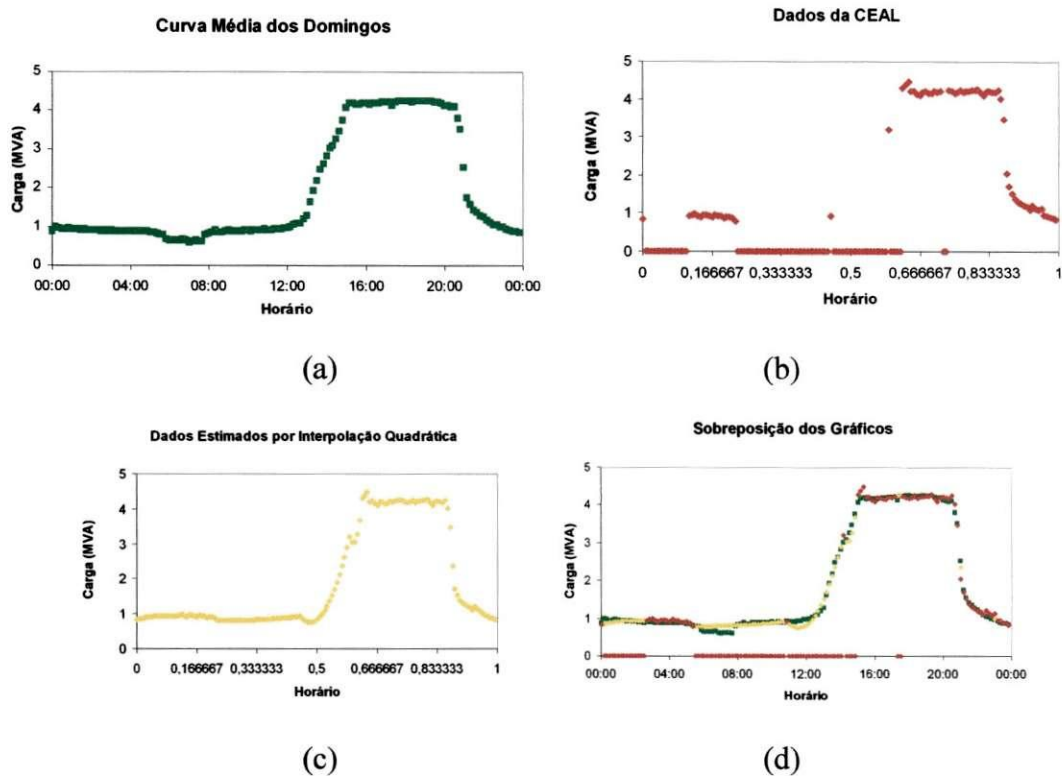 Curva Média dos Domingos
Carga (MVA)
5
4
3
2
1
0
00:00 04:00 08:00 12:00 16:00 20:00 00:00
Horário
(a)
Dados da CEAL
Carga (MVA)
5
4
3
2
1
0
0 0,166667 0,333333 0,5 0,666667 0,833333 1
Horário
(b)
Dados Estimados por Interpolação Quadrática
Carga (MVA)
5
4
3
2
1
0
0 0,166667 0,333333 0,5 0,666667 0,833333 1
Horário
(c)
Sobreposição dos Gráficos
Carga (MVA)
5
4
3
2
1
0
00:00 04:00 08:00 12:00 16:00 20:00 00:00
Horário
(d)